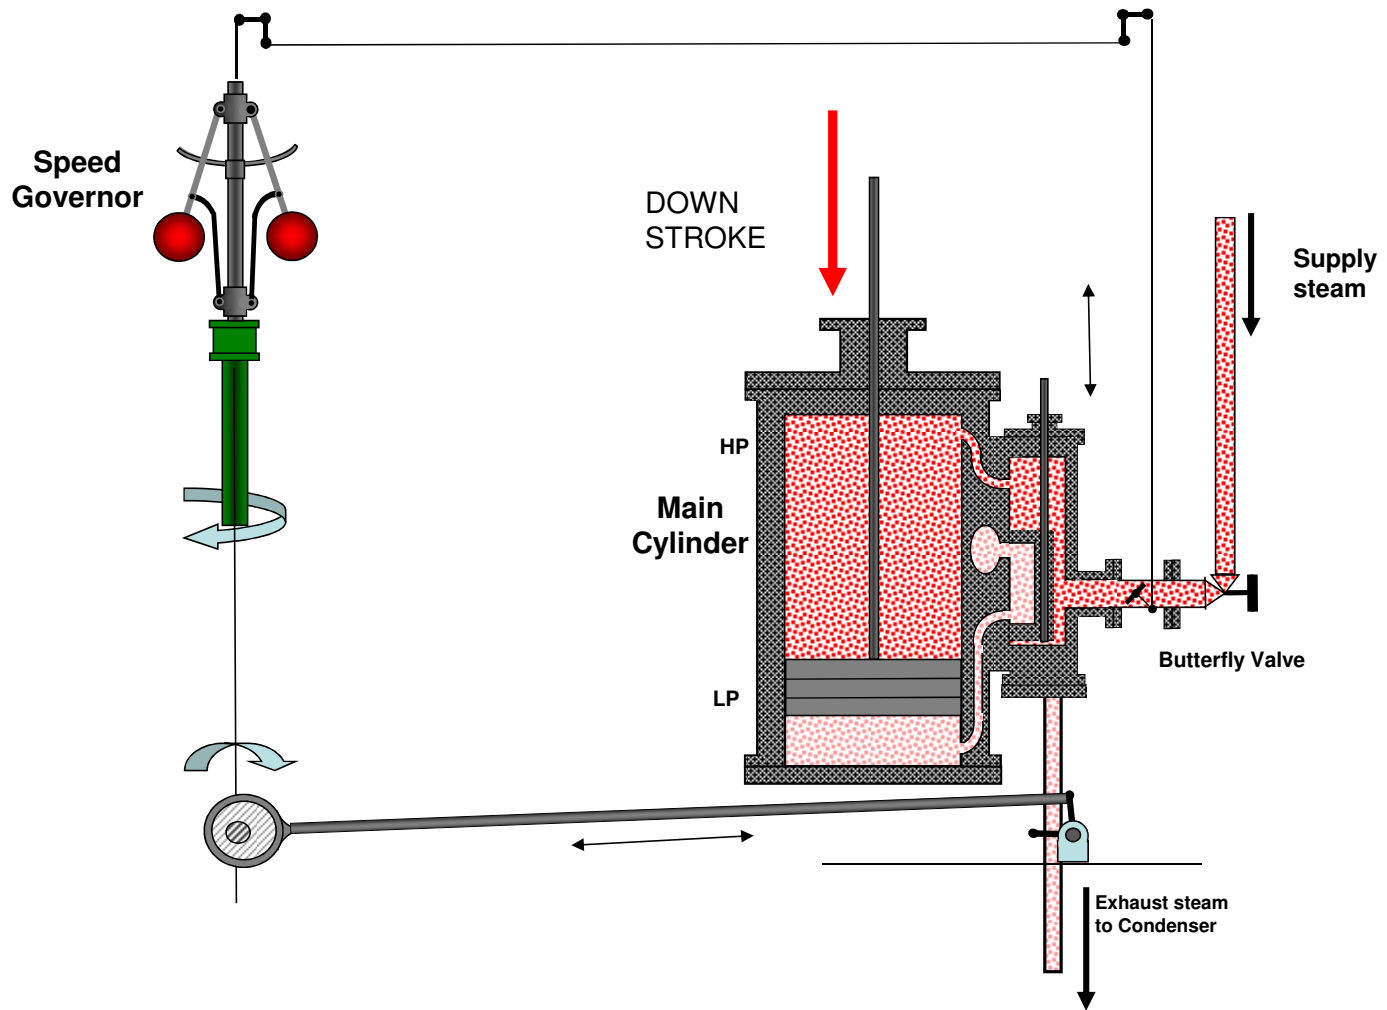 Speed
Governor
DOWN
STROKE
Supply
steam
HP
Main
Cylinder
LP
Butterfly Valve
Exhaust steam
to Condenser